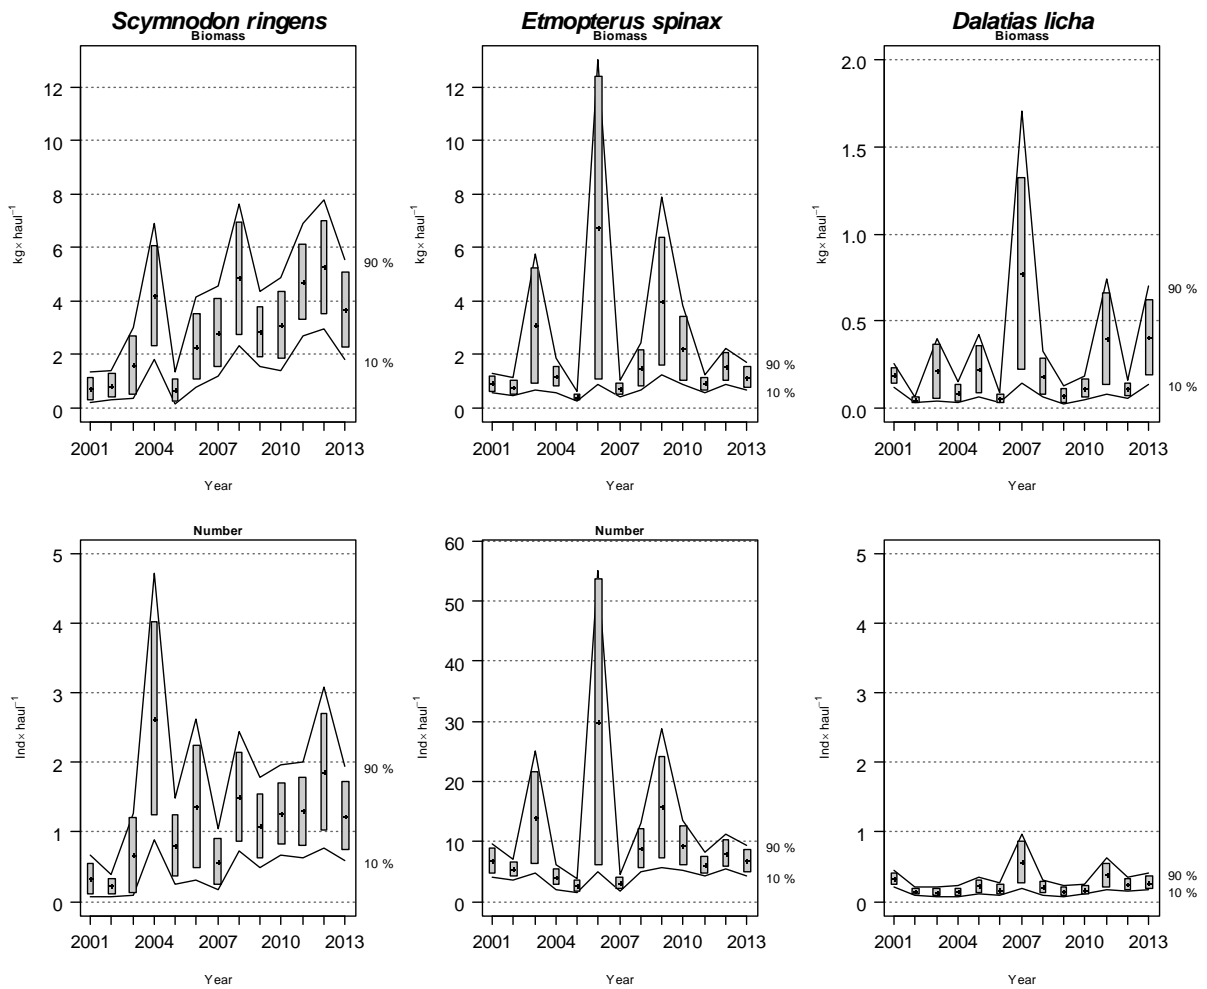 Scymnodon ringens
Biomass
kg× haul⁻¹
12
10
8
6
4
2
0
90 %
10 %
2001 2004 2007 2010 2013
Year
Etmopterus spinax
Biomass
kg× haul⁻¹
12
10
8
6
4
2
0
90 %
10 %
2001 2004 2007 2010 2013
Year
Dalatias licha
Biomass
kg× haul⁻¹
2.0
1.5
1.0
0.5
0.0
90 %
10 %
2001 2004 2007 2010 2013
Year
Number
Ind× haul⁻¹
5
4
3
2
1
0
90 %
10 %
2001 2004 2007 2010 2013
Year
Number
Ind× haul⁻¹
60
50
40
30
20
10
0
90 %
10 %
2001 2004 2007 2010 2013
Year
Ind× haul⁻¹
5
4
3
2
1
0
90 %
10 %
2001 2004 2007 2010 2013
Year